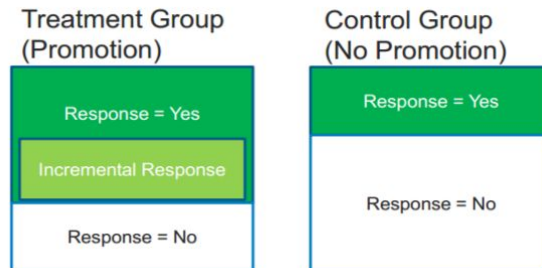 Treatment Group
(Promotion)
Response = Yes
Incremental Response
Response = No
Control Group
(No Promotion)
Response = Yes
Response = No